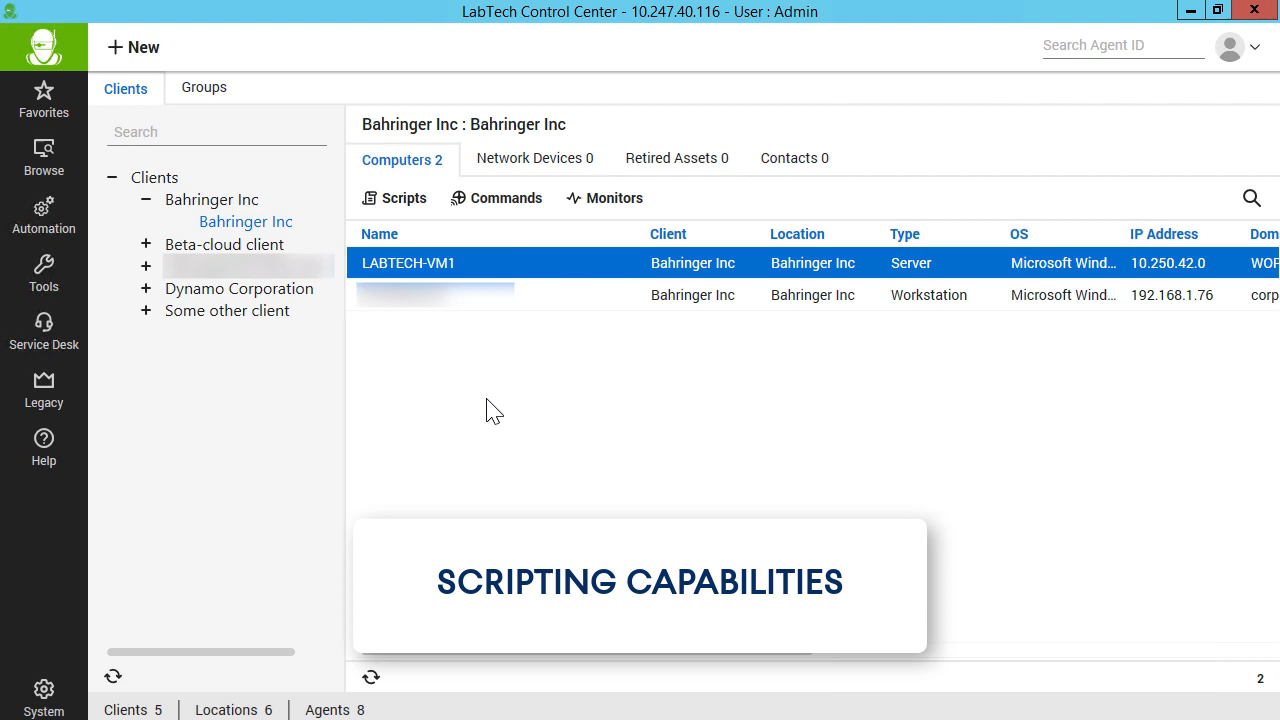 LabTech Control Center - 10.247.40.116 - User : Admin
New
Search Agent ID
Favorites
Browse
Automation
Tools
Service Desk
Legacy
Help
System
Clients Groups
Search
Clients
Bahringer Inc
Bahringer Inc
Beta-cloud client
Dynamo Corporation
Some other client
Bahringer Inc : Bahringer Inc
Computers 2 Network Devices 0 Retired Assets 0 Contacts 0
Scripts Commands Monitors
Name Client Location Type OS IP Address Dom
LABTECH-VM1 Bahringer Inc Bahringer Inc Server Microsoft Wind... 10.250.42.0 WOF
Bahringer Inc Bahringer Inc Workstation Microsoft Wind... 192.168.1.76 corp
SCRIPTING CAPABILITIES
2
Clients 5 Locations 6 Agents 8